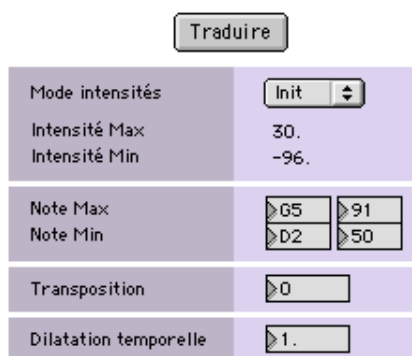 Traduire
Mode intensités Init
Intensité Max 30.
Intensité Min -96.
Note Max G5 91
Note Min D2 50
Transposition 0
Dilatation temporelle 1.